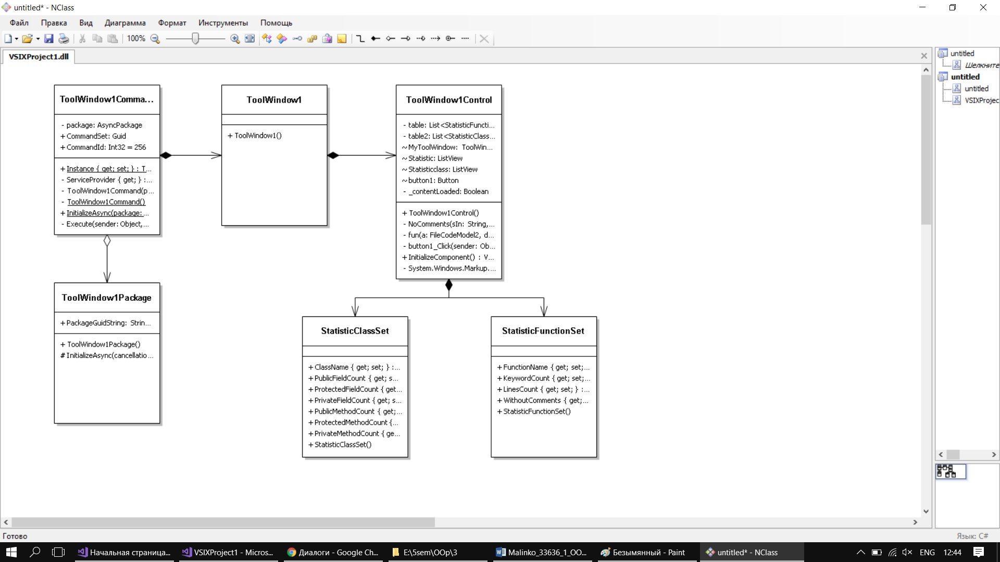 untitled* - NClass
Файл Правка Вид Диаграмма Формат Инструменты Помощь
100%
VSIXProject1.dll
ToolWindow1Comma...
- package: AsyncPackage
+ CommandSet: Guid
+ CommandId: Int32 = 256
+ Instance { get; set; } : T...
- ServiceProvider { get; } :...
- ToolWindow1Command(p...
- ToolWindow1Command()
+ InitializeAsync(package:...
- Execute(sender: Object,...
ToolWindow1
+ ToolWindow1()
ToolWindow1Control
- table: List<StatisticFuncti...
- table2: List<StatisticClass...
~ MyToolWindow: ToolWin...
~ Statistic: ListView
~ Statisticclass: ListView
~ button1: Button
- _contentLoaded: Boolean
+ ToolWindow1Control()
- NoComments(sIn: String,...
- fun(a: FileCodeModel2, d...
- button1_Click(sender: Ob...
+ InitializeComponent() : V...
- System.Windows.Markup....
ToolWindow1Package
+ PackageGuidString: Strin...
+ ToolWindow1Package()
# InitializeAsync(cancellatio...
StatisticClassSet
+ ClassName { get; set; } :...
+ PublicFieldCount { get; s...
+ ProtectedFieldCount { get...
+ PrivateFieldCount { get; s...
+ PublicMethodCount { get;...
+ ProtectedMethodCount {...
+ PrivateMethodCount { ge...
+ StatisticClassSet()
StatisticFunctionSet
+ FunctionName { get; set;...
+ KeywordCount { get; set;...
+ LinesCount { get; set; } :...
+ WithoutComments { get;...
+ StatisticFunctionSet()
untitled
Щелкните
untitled
untitled
VSIXProjec
Готово
Язык: C#
Начальная страница...
VSIXProject1 - Micros...
Диалоги - Google Ch...
E:\5sem\OOp\3
Malinko_33636_1_OO...
Безымянный - Paint
untitled* - NClass
ENG
12:44